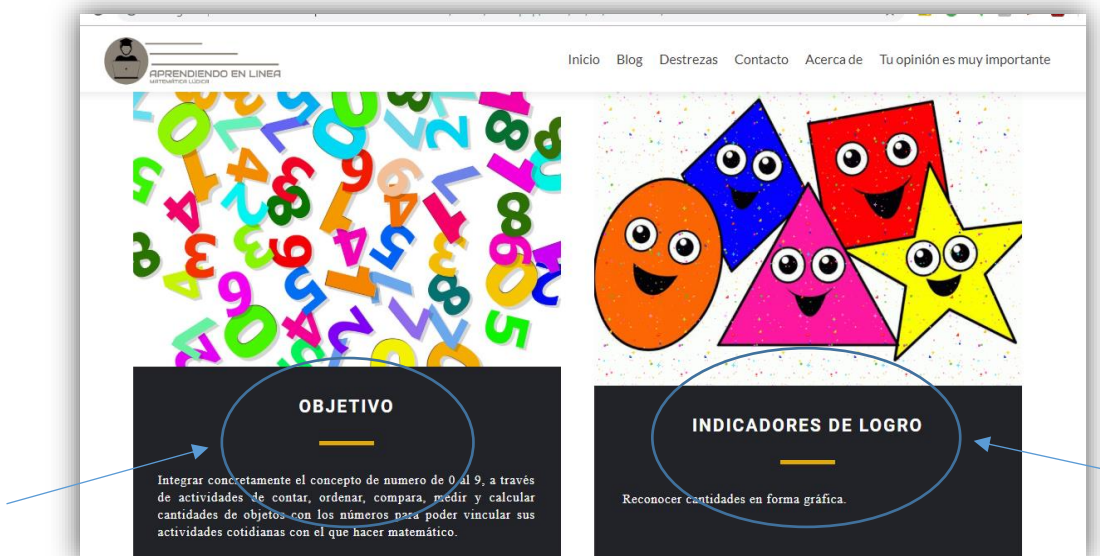 APRENDIENDO EN LINEA
MATEMÁTICA LÚDICA
Inicio Blog Destrezas Contacto Acerca de Tu opinión es muy importante
OBJETIVO
Integrar concretamente el concepto de numero de 0 al 9, a través
de actividades de contar, ordenar, compara, medir y calcular
cantidades de objetos con los números para poder vincular sus
actividades cotidianas con el que hacer matemático.
INDICADORES DE LOGRO
Reconocer cantidades en forma gráfica.